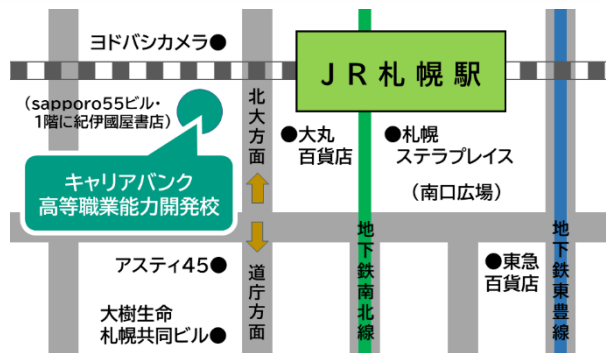 ヨドバシカメラ●
JR札幌駅
(sapporo55ビル・
1階に紀伊國屋書店)
北大方面
●大丸
百貨店
●札幌
ステラプレイス
(南口広場)
キャリアバンク
高等職業能力開発校
アスティ45●
道庁方面
地下鉄南北線
●東急
百貨店
地下鉄東豊線
大樹生命
札幌共同ビル●